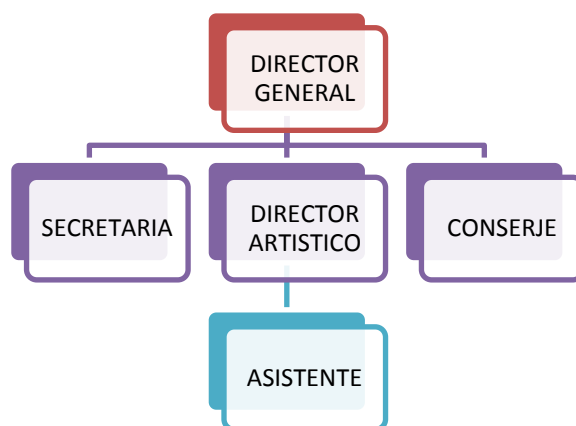 DIRECTOR
GENERAL
SECRETARIA
DIRECTOR
ARTISTICO
CONSERJE
ASISTENTE